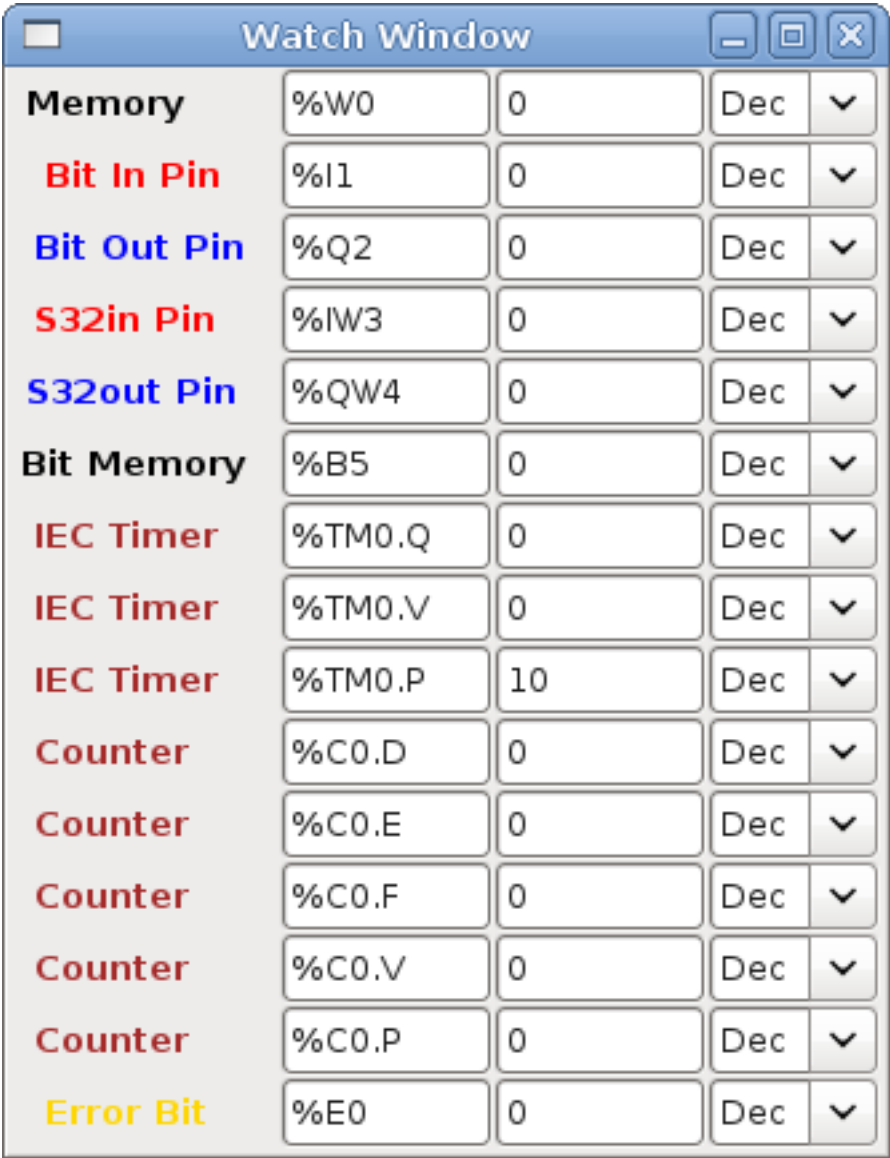 Watch Window
Memory %W0 0 Dec
Bit In Pin %I1 0 Dec
Bit Out Pin %Q2 0 Dec
S32in Pin %IW3 0 Dec
S32out Pin %QW4 0 Dec
Bit Memory %B5 0 Dec
IEC Timer %TM0.Q 0 Dec
IEC Timer %TM0.V 0 Dec
IEC Timer %TM0.P 10 Dec
Counter %C0.D 0 Dec
Counter %C0.E 0 Dec
Counter %C0.F 0 Dec
Counter %C0.V 0 Dec
Counter %C0.P 0 Dec
Error Bit %E0 0 Dec